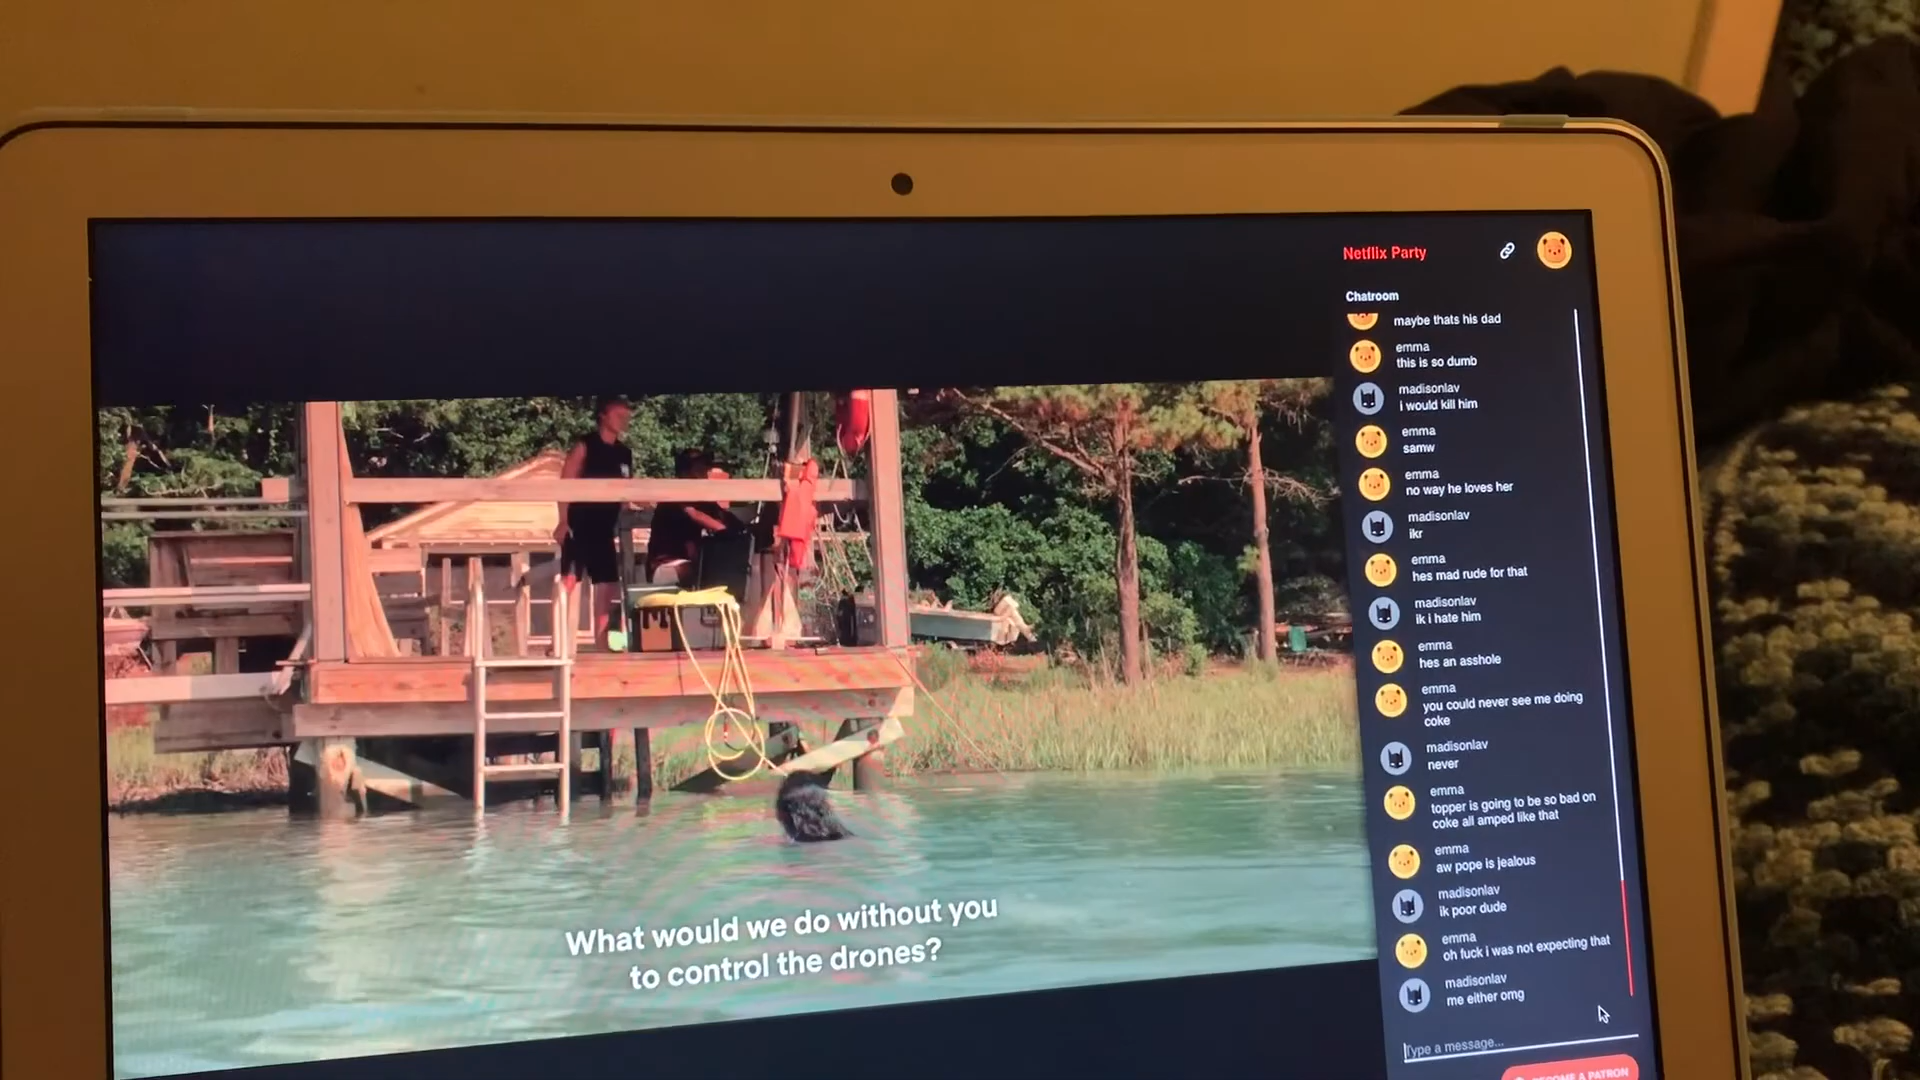 Netflix Party
Chatroom
maybe thats his dad
emma
this is so dumb
madisonlav
i would kill him
emma
samw
emma
no way he loves her
madisonlav
ikr
emma
hes mad rude for that
madisonlav
ik i hate him
emma
hes an asshole
emma
you could never see me doing
coke
madisonlav
never
emma
topper is going to be so bad on
coke all amped like that
emma
aw pope is jealous
madisonlav
ik poor dude
emma
oh fuck i was not expecting that
madisonlav
me either omg
Type a message...
BECOME A PATRON
What would we do without you
to control the drones?